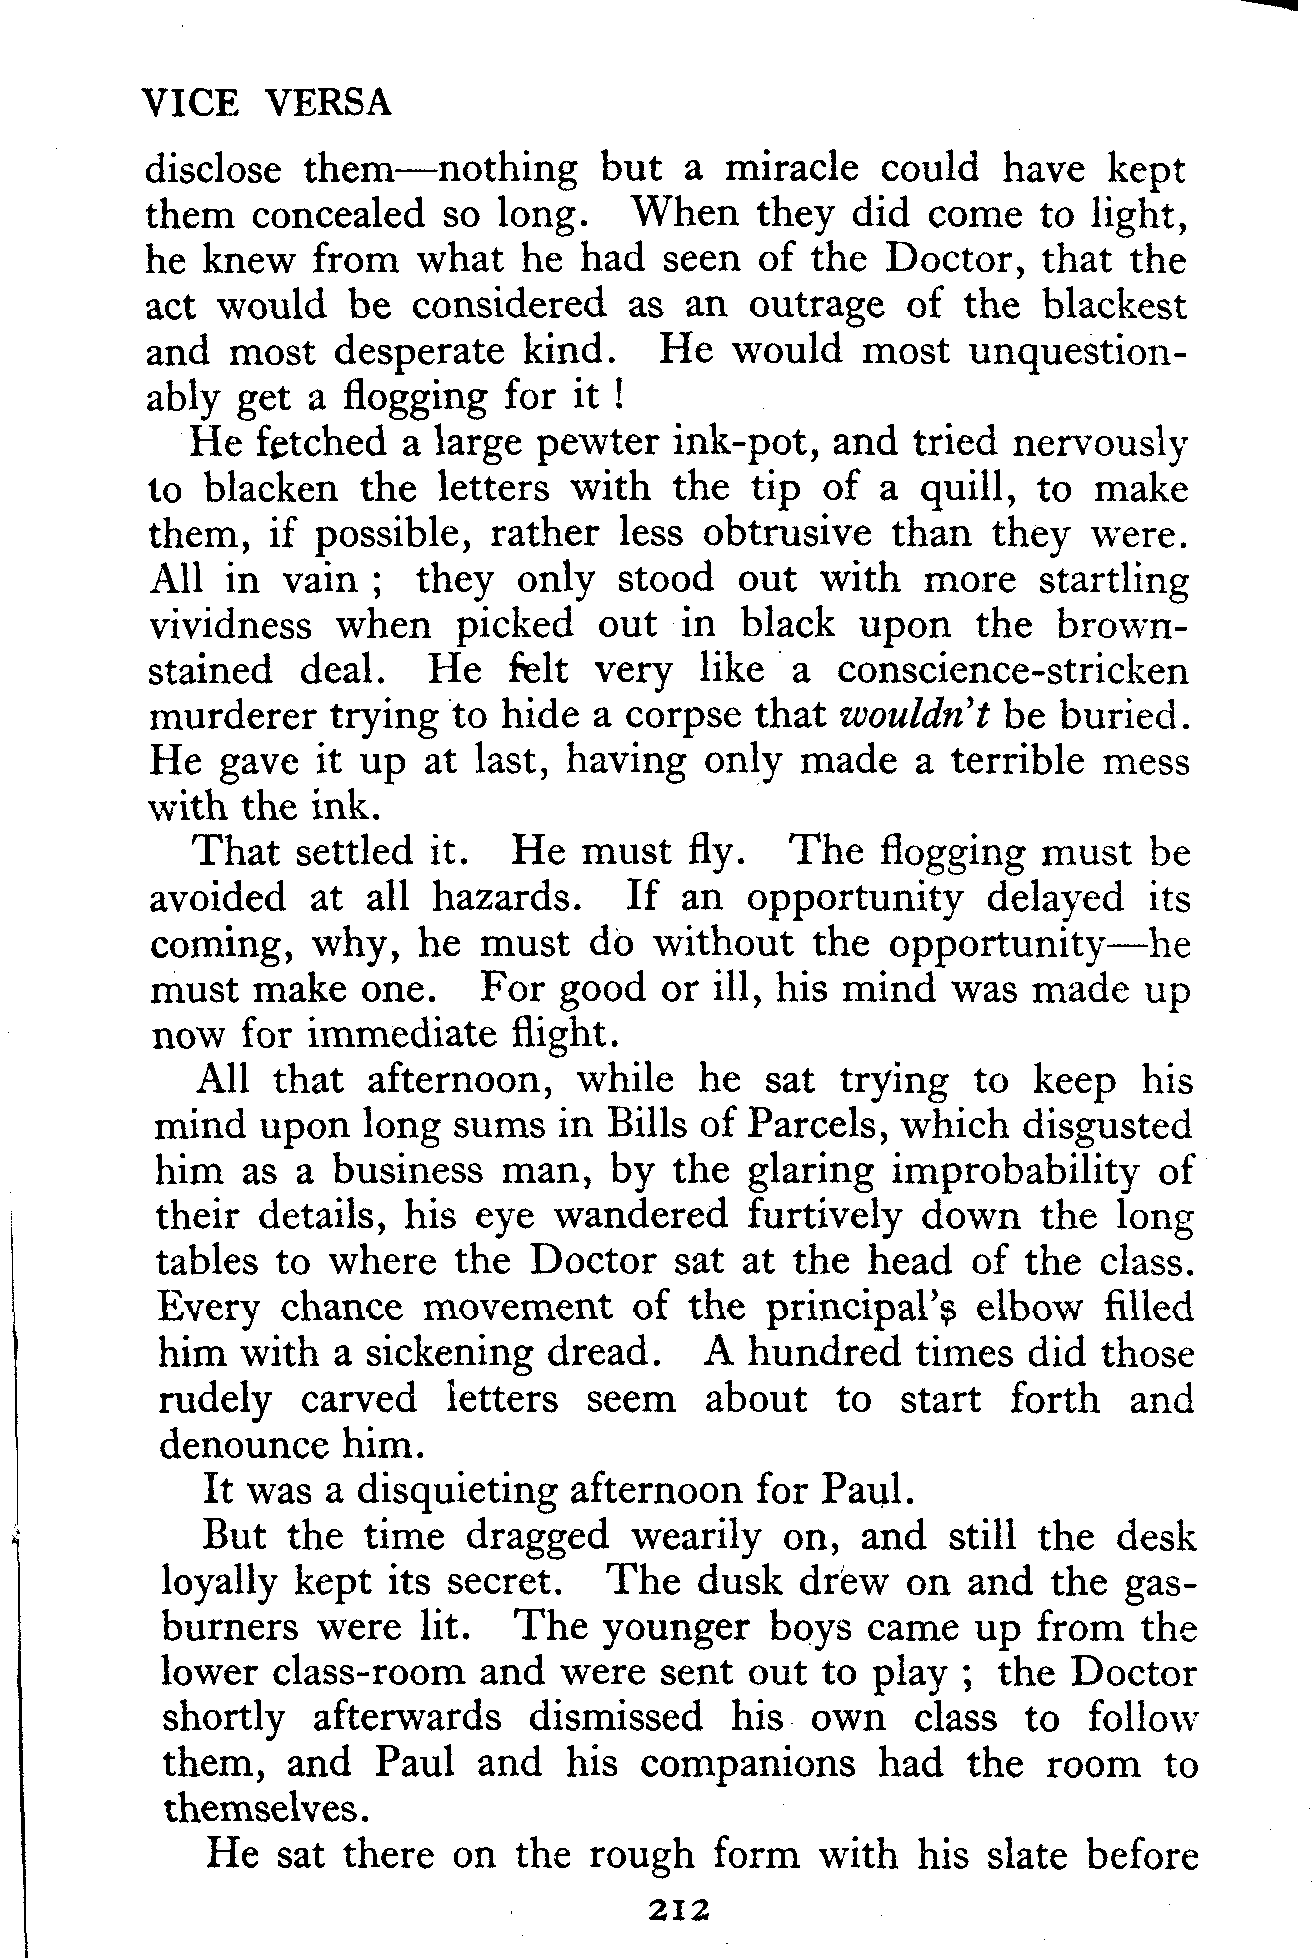 VICE VERSA
disclose them—nothing but a miracle could have kept
them concealed so long. When they did come to light,
he knew from what he had seen of the Doctor, that the
act would be considered as an outrage of the blackest
and most desperate kind. He would most unquestion-
ably get a flogging for it !
He fetched a large pewter ink-pot, and tried nervously
to blacken the letters with the tip of a quill, to make
them, if possible, rather less obtrusive than they were.
All in vain ; they only stood out with more startling
vividness when picked out in black upon the brown-
stained deal. He felt very like a conscience-stricken
murderer trying to hide a corpse that wouldn't be buried.
He gave it up at last, having only made a terrible mess
with the ink.
That settled it. He must fly. The flogging must be
avoided at all hazards. If an opportunity delayed its
coming, why, he must do without the opportunity—he
must make one. For good or ill, his mind was made up
now for immediate flight.
All that afternoon, while he sat trying to keep his
mind upon long sums in Bills of Parcels, which disgusted
him as a business man, by the glaring improbability of
their details, his eye wandered furtively down the long
tables to where the Doctor sat at the head of the class.
Every chance movement of the principal's elbow filled
him with a sickening dread. A hundred times did those
rudely carved letters seem about to start forth and
denounce him.
It was a disquieting afternoon for Paul.
But the time dragged wearily on, and still the desk
loyally kept its secret. The dusk drew on and the gas-
burners were lit. The younger boys came up from the
lower class-room and were sent out to play ; the Doctor
shortly afterwards dismissed his own class to follow
them, and Paul and his companions had the room to
themselves.
He sat there on the rough form with his slate before
212